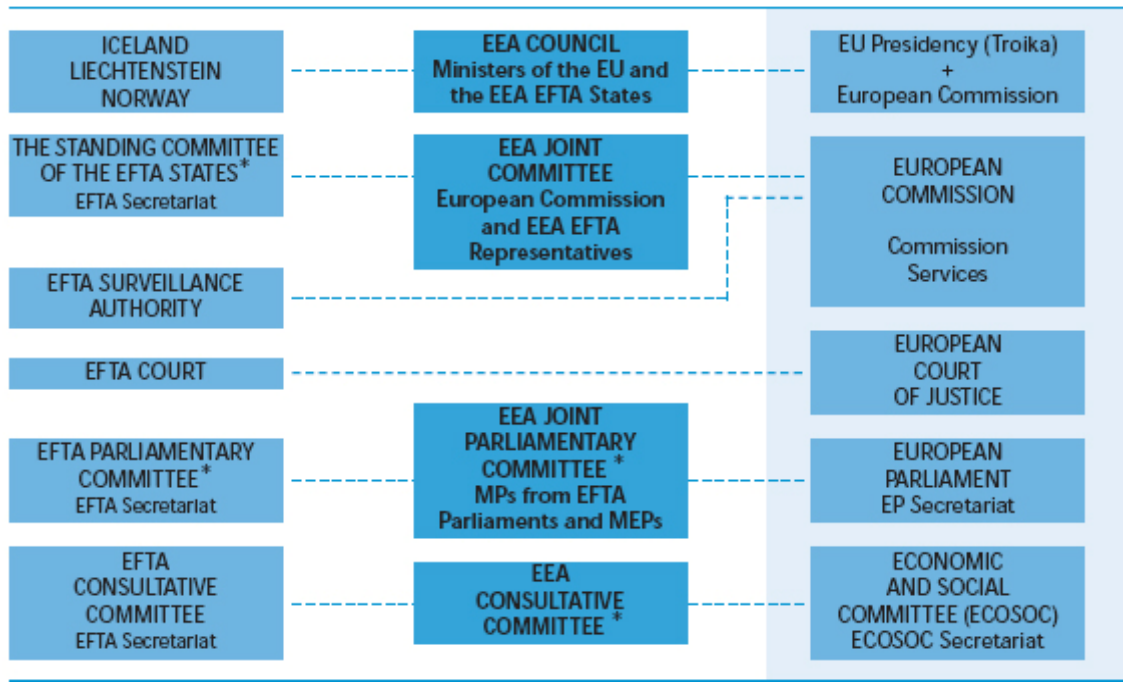 ICELAND
LIECHTENSTEIN
NORWAY
EEA COUNCIL
Ministers of the EU and
the EEA EFTA States
EU Presidency (Troika)
+
European Commission
THE STANDING COMMITTEE
OF THE EFTA STATES*
EFTA Secretariat
EEA JOINT
COMMITTEE
European Commission
and EEA EFTA
Representatives
EUROPEAN
COMMISSION
Commission
Services
EFTA SURVEILLANCE
AUTHORITY
EFTA COURT
EUROPEAN
COURT
OF JUSTICE
EFTA PARLIAMENTARY
COMMITTEE*
EFTA Secretariat
EEA JOINT
PARLIAMENTARY
COMMITTEE *
MPs from EFTA
Parliaments and MEPs
EUROPEAN
PARLIAMENT
EP Secretariat
EFTA
CONSULTATIVE
COMMITTEE
EFTA Secretariat
EEA
CONSULTATIVE
COMMITTEE *
ECONOMIC
AND SOCIAL
COMMITTEE (ECOSOC)
ECOSOC Secretariat